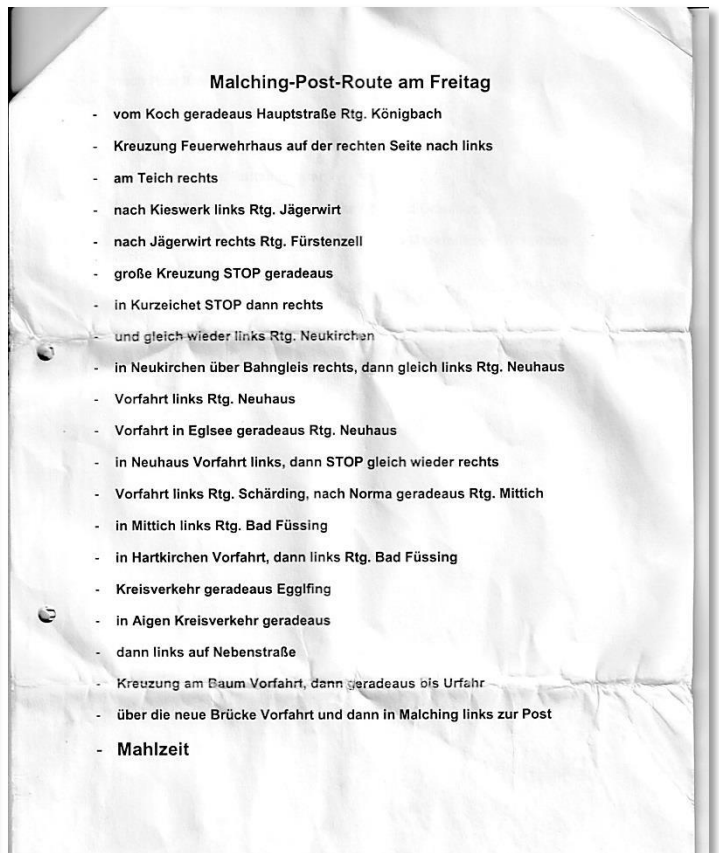 Malching-Post-Route am Freitag
- vom Koch geradeaus Hauptstraße Rtg. Königbach
- Kreuzung Feuerwehrhaus auf der rechten Seite nach links
- am Teich rechts
- nach Kieswerk links Rtg. Jägerwirt
- nach Jägerwirt rechts Rtg. Fürstenzell
- große Kreuzung STOP geradeaus
- in Kurzeichet STOP dann rechts
- und gleich wieder links Rtg. Neukirchen
- in Neukirchen über Bahngleis rechts, dann gleich links Rtg. Neuhaus
- Vorfahrt links Rtg. Neuhaus
- Vorfahrt in Eglsee geradeaus Rtg. Neuhaus
- in Neuhaus Vorfahrt links, dann STOP gleich wieder rechts
- Vorfahrt links Rtg. Schärding, nach Norma geradeaus Rtg. Mittich
- in Mittich links Rtg. Bad Füssing
- in Hartkirchen Vorfahrt, dann links Rtg. Bad Füssing
- Kreisverkehr geradeaus Egglfing
- in Aigen Kreisverkehr geradeaus
- dann links auf Nebenstraße
- Kreuzung am Baum Vorfahrt, dann geradeaus bis Urfahr
- über die neue Brücke Vorfahrt und dann in Malching links zur Post
- Mahlzeit